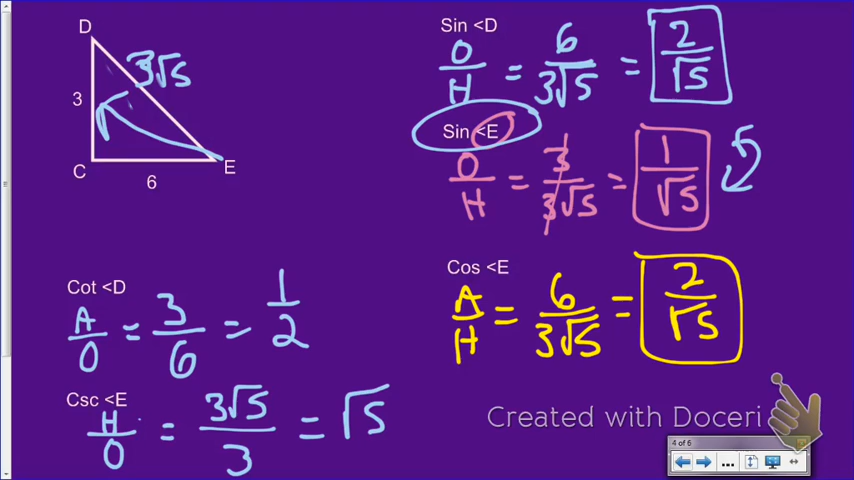 D
3√5
3
C
6
E
Sin <D
O/H = 6/3√5 = 2/√5
Sin <E
O/H = 3/3√5 = 1/√5
1
Cos <E
A/H = 6/3√5 = 2/√5
Cot <D
A/O = 3/6 = 1/2
Csc <E
H/O = 3√5/3 = √5
Created with Doceri
4 of 6
...